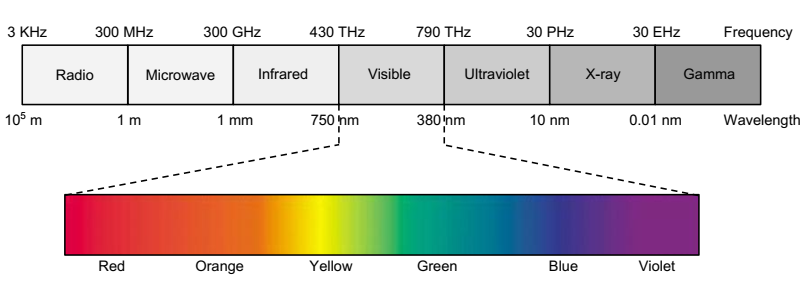 3 KHz 300 MHz 300 GHz 430 THz 790 THz 30 PHz 30 EHz Frequency
Radio Microwave Infrared Visible Ultraviolet X-ray Gamma
10⁵ m 1 m 1 mm 750 nm 380 nm 10 nm 0.01 nm Wavelength
Red Orange Yellow Green Blue Violet